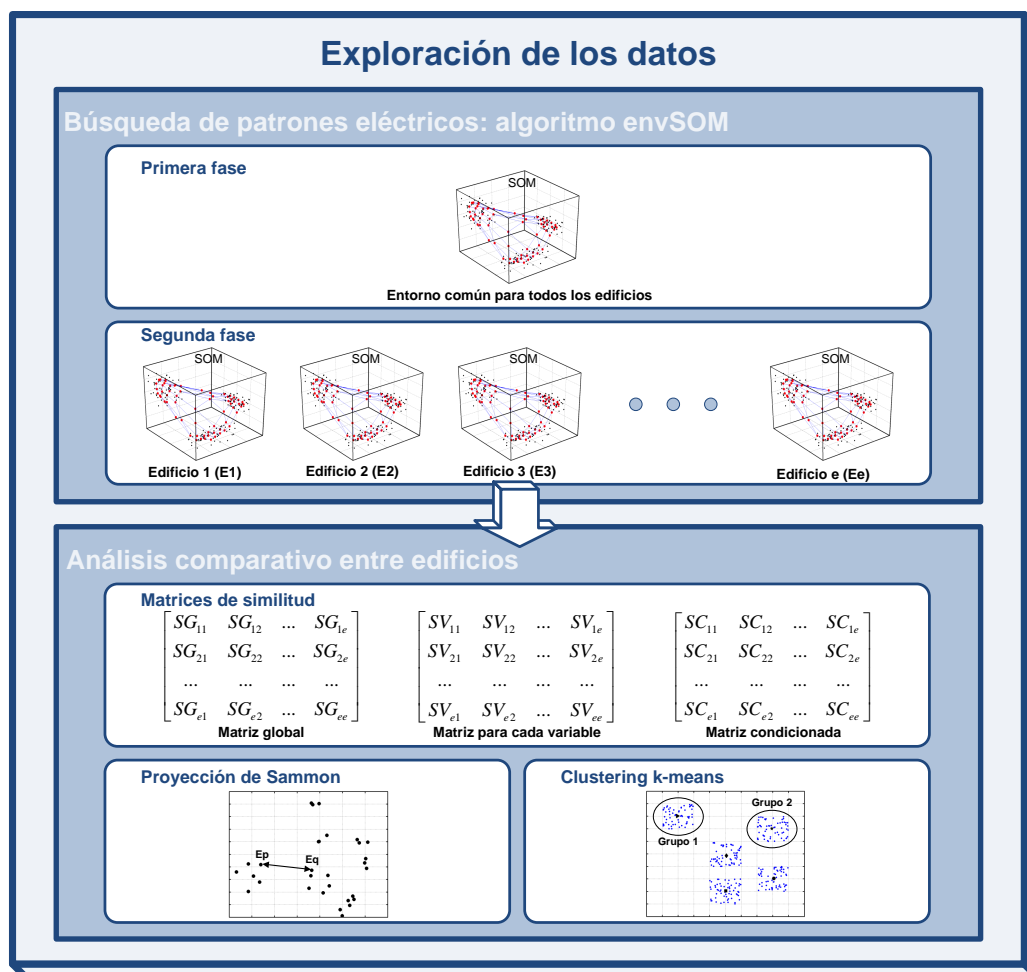 Exploración de los datos
Búsqueda de patrones eléctricos: algoritmo envSOM
Primera fase
SOM
Entorno común para todos los edificios
Segunda fase
SOM SOM SOM SOM
Edificio 1 (E1) Edificio 2 (E2) Edificio 3 (E3) Edificio e (Ee)
Análisis comparativo entre edificios
Matrices de similitud
SG11 SG12 ... SG1e SV11 SV12 ... SV1e SC11 SC12 ... SC1e
SG21 SG22 ... SG2e SV21 SV22 ... SV2e SC21 SC22 ... SC2e
... ... ... ... ... ... ... ... ... ... ... ...
SGe1 SGe2 ... SGee SVe1 SVe2 ... SVee SCe1 SCe2 ... SCee
Matriz global Matriz para cada variable Matriz condicionada
Proyección de Sammon
Ep Eq
Clustering k-means
Grupo 2
Grupo 1